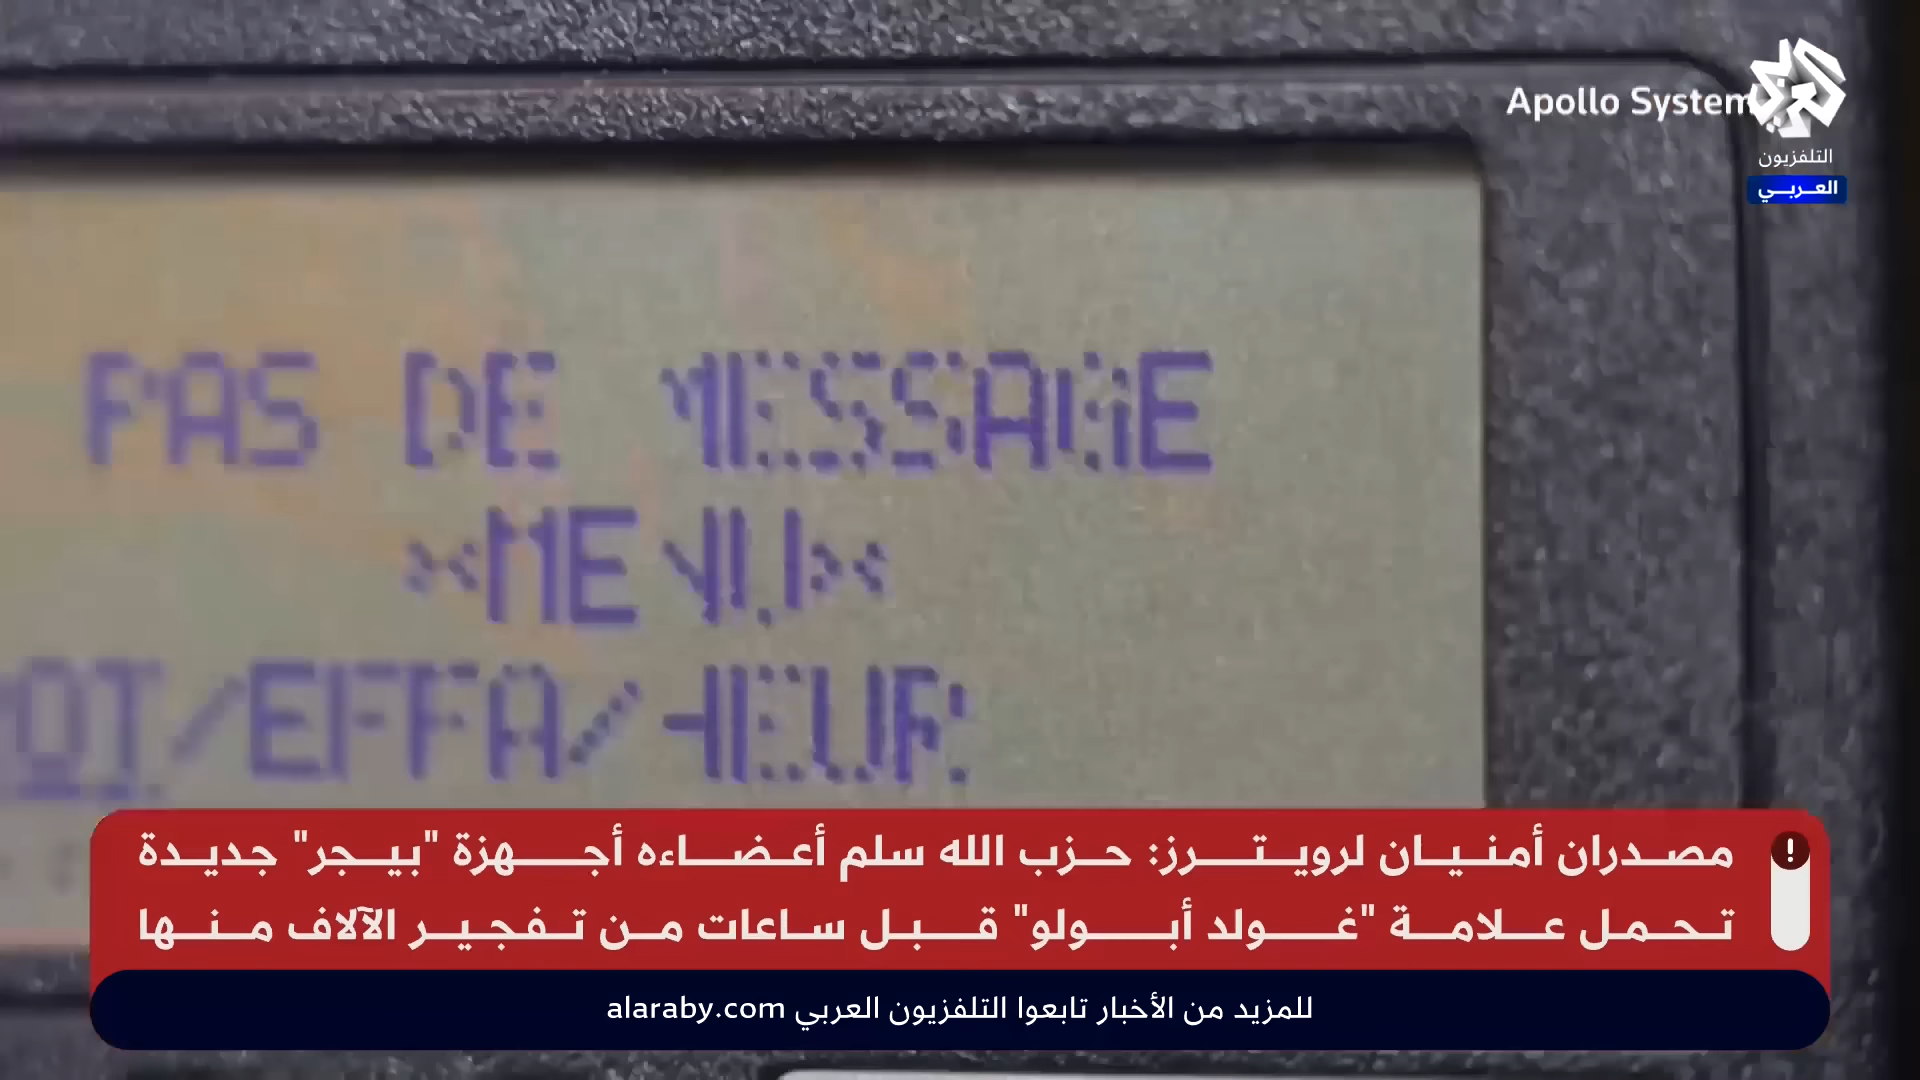 Apollo System
التلفزيون
العربي
PAS DE MESSAGE
*MENU*
/EFFA/HEUR
مصدران أمنيان لرويترز: حزب الله سلم أعضاءه أجهزة "بيجر" جديدة
تحمل علامة "غولد أبولو" قبل ساعات من تفجير الآلاف منها
للمزيد من الأخبار تابعوا التلفزيون العربي alaraby.com